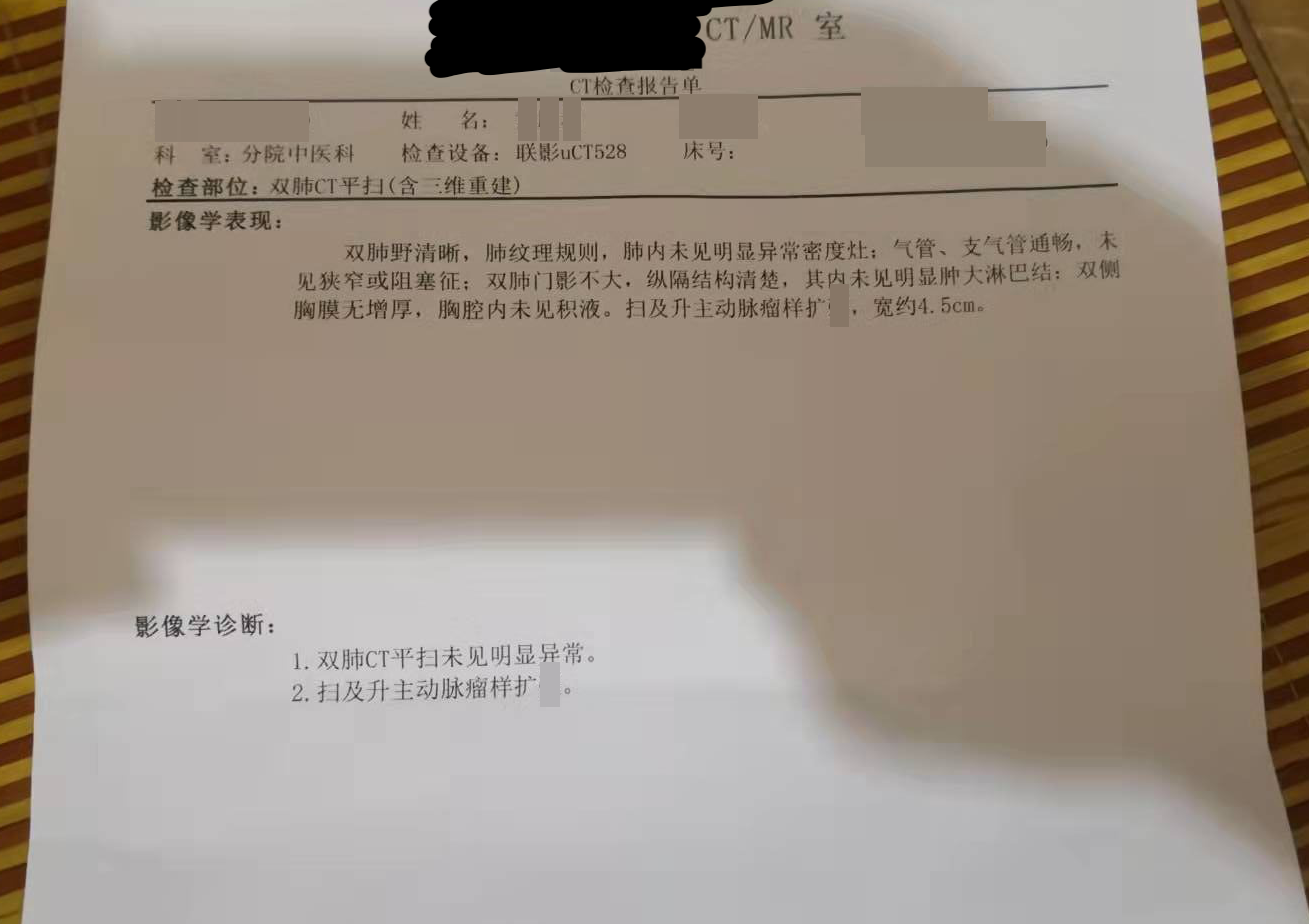 CT/MR 室
CT检查报告单
姓 名:
科 室: 分院中医科 检查设备: 联影uCT528 床号:
检查部位: 双肺CT平扫(含三维重建)
影像学表现:
双肺野清晰, 肺纹理规则, 肺内未见明显异常密度灶; 气管、支气管通畅, 未
见狭窄或阻塞征; 双肺门影不大, 纵隔结构清楚, 其内未见明显肿大淋巴结; 双侧
胸膜无增厚, 胸腔内未见积液。扫及升主动脉瘤样扩 , 宽约4.5cm。
影像学诊断:
1.双肺CT平扫未见明显异常。
2.扫及升主动脉瘤样扩 。